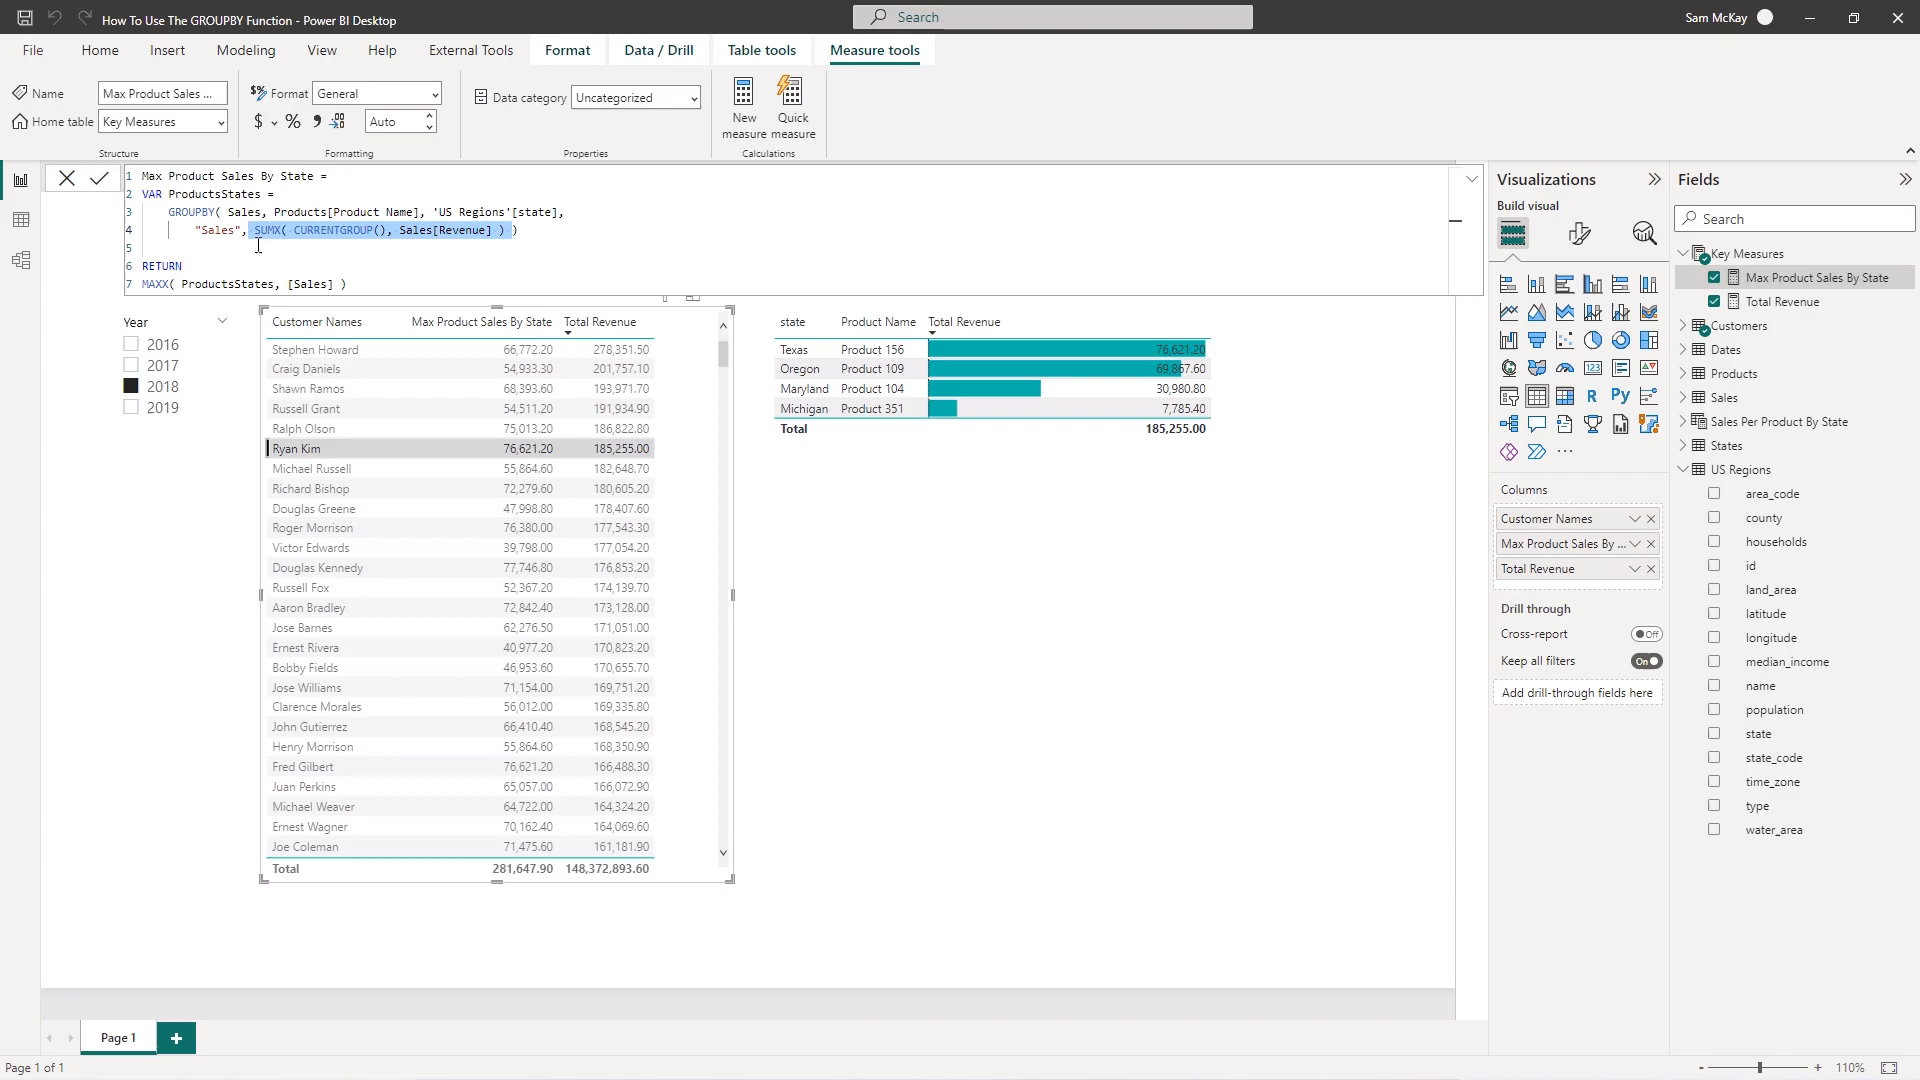 How To Use The GROUPBY Function - Power BI Desktop
Search
Sam McKay
File Home Insert Modeling View Help External Tools Format Data / Drill Table tools Measure tools
Name Max Product Sales ...
Home table Key Measures
Structure
Format General
$ % Auto
Formatting
Data category Uncategorized
Properties
New measure
Quick measure
Calculations
1 Max Product Sales By State =
2 VAR ProductsStates =
3 GROUPBY( Sales, Products[Product Name], 'US Regions'[state],
4 "Sales", SUMX( CURRENTGROUP(), Sales[Revenue] ) )
5
6 RETURN
7 MAXX( ProductsStates, [Sales] )
Year
2016
2017
2018
2019
Customer Names Max Product Sales By State Total Revenue
Stephen Howard 66,772.20 278,351.50
Craig Daniels 54,933.30 201,757.10
Shawn Ramos 68,393.60 193,971.70
Russell Grant 54,511.20 191,934.90
Ralph Olson 75,013.20 186,822.80
Ryan Kim 76,621.20 185,255.00
Michael Russell 55,864.60 182,648.70
Richard Bishop 72,279.60 180,605.20
Douglas Greene 47,998.80 178,407.60
Roger Morrison 76,380.00 177,543.30
Victor Edwards 39,798.00 177,054.20
Douglas Kennedy 77,746.80 176,853.20
Russell Fox 52,367.20 174,139.70
Aaron Bradley 72,842.40 173,128.00
Jose Barnes 62,276.50 171,051.00
Ernest Rivera 40,977.20 170,823.20
Bobby Fields 46,953.60 170,655.70
Jose Williams 71,154.00 169,751.20
Clarence Morales 56,012.00 169,335.80
John Gutierrez 66,410.40 168,545.20
Henry Morrison 55,864.60 168,350.90
Fred Gilbert 76,621.20 166,488.30
Juan Perkins 65,057.00 166,072.90
Michael Weaver 64,722.00 164,324.20
Ernest Wagner 70,162.40 164,069.60
Joe Coleman 71,475.60 161,181.90
Total 281,647.90 148,372,893.60
state Product Name Total Revenue
Texas Product 156 76,621.20
Oregon Product 109 69,867.60
Maryland Product 104 30,980.80
Michigan Product 351 7,785.40
Total 185,255.00
Visualizations
Build visual
R Py
...
Columns
Customer Names
Max Product Sales By ...
Total Revenue
Drill through
Cross-report Off
Keep all filters On
Add drill-through fields here
Fields
Search
Key Measures
Max Product Sales By State
Total Revenue
Customers
Dates
Products
Sales
Sales Per Product By State
States
US Regions
area_code
county
households
id
land_area
latitude
longitude
median_income
name
population
state
state_code
time_zone
type
water_area
Page 1
Page 1 of 1
- + 110%